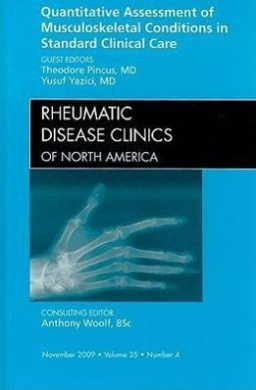 Quantitative Assessment of
Musculoskeletal Conditions in
Standard Clinical Care
GUEST EDITORS
Theodore Pincus, MD
Yusuf Yazici, MD
RHEUMATIC
DISEASE CLINICS
OF NORTH AMERICA
CONSULTING EDITOR
Anthony Woolf, BSc
November 2009 • Volume 35 • Number 4